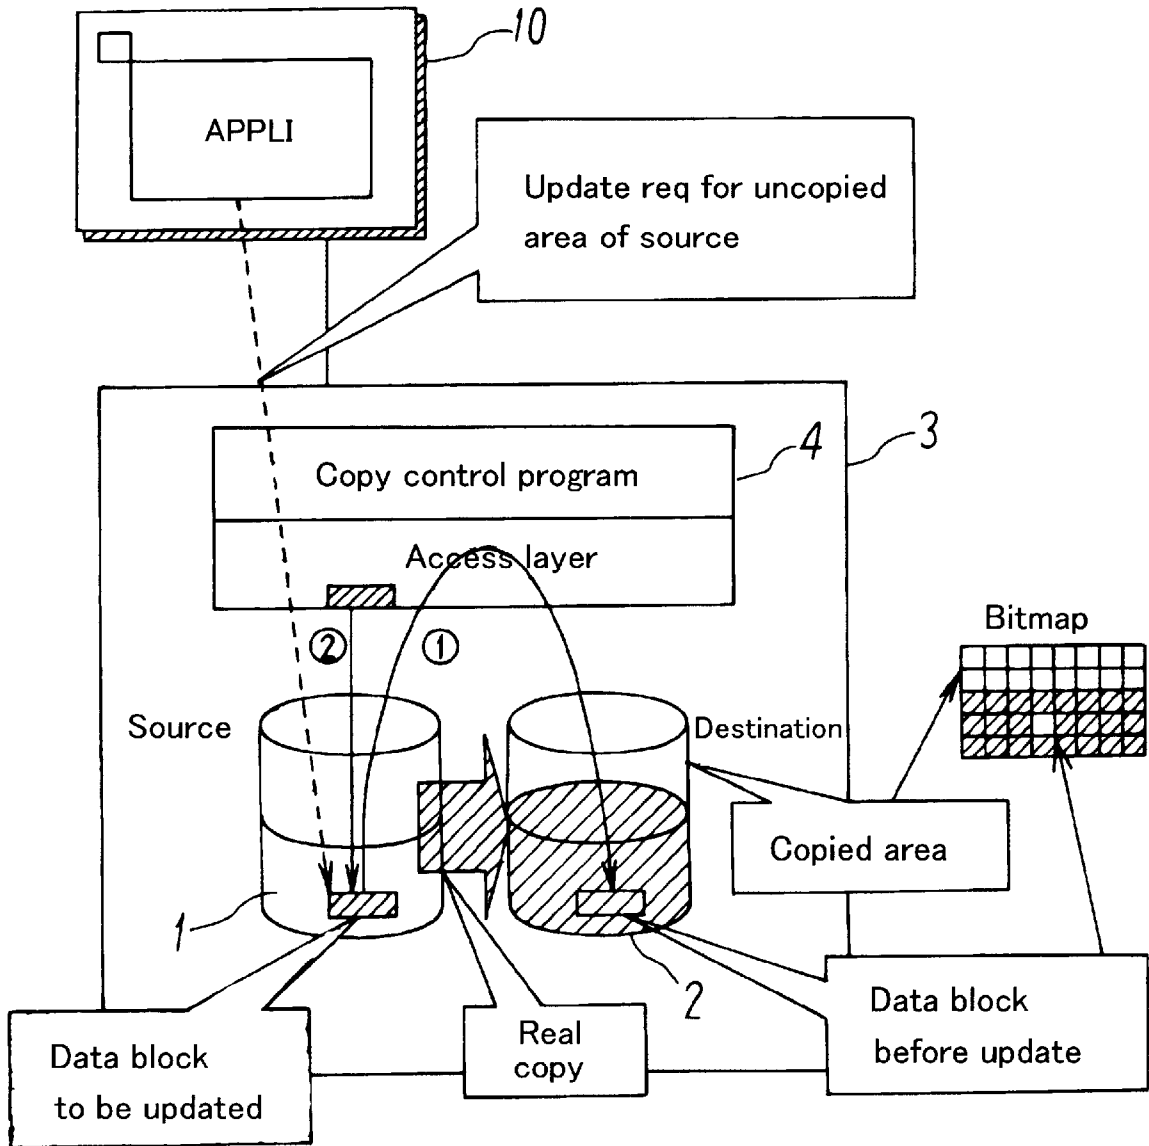 10
APPLI
Update req for uncopied
area of source
4
3
Copy control program
Access layer
② ①
Bitmap
Source
Destination
Copied area
1
2
Data block
to be updated
Real
copy
Data block
before update